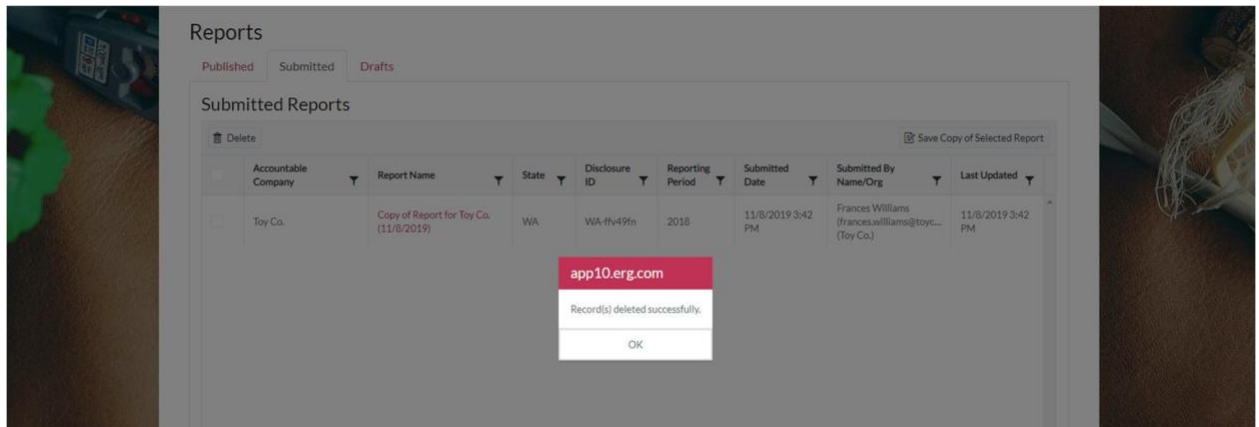 Reports
Published Submitted Drafts
Submitted Reports
Delete Save Copy of Selected Report
Accountable Company Report Name State Disclosure ID Reporting Period Submitted Date Submitted By Name/Org Last Updated
Toy Co. Copy of Report for Toy Co. (11/8/2019) WA WA-ffv49fn 2018 11/8/2019 3:42 PM Frances Williams (frances.williams@toyc... (Toy Co.) 11/8/2019 3:42 PM
app10.erg.com
Record(s) deleted successfully.
OK